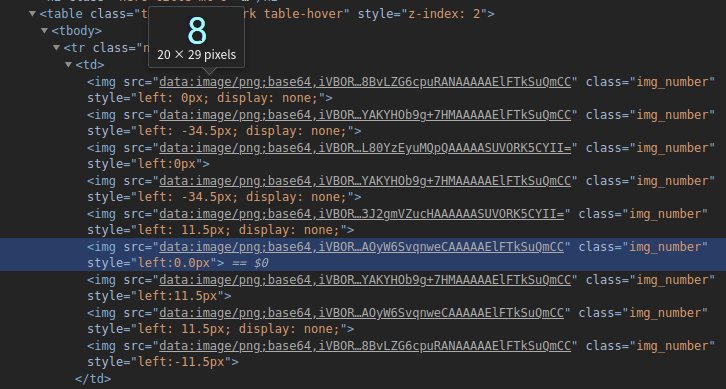 <table class="t rk table-hover" style="z-index: 2">
8
20 × 29 pixels
<tbody>
<tr class="n
<td>
<img src="data:image/png;base64,iVBOR…8BvLZG6cpuRANAAAAAElFTkSuQmCC" class="img_number"
style="left: 0px; display: none;">
<img src="data:image/png;base64,iVBOR…YAKYHOb9g+7HMAAAAAElFTkSuQmCC" class="img_number"
style="left: -34.5px; display: none;">
<img src="data:image/png;base64,iVBOR…L80YzEyuMQpQAAAAASUVORK5CYII=" class="img_number"
style="left:0px">
<img src="data:image/png;base64,iVBOR…YAKYHOb9g+7HMAAAAAElFTkSuQmCC" class="img_number"
style="left: -34.5px; display: none;">
<img src="data:image/png;base64,iVBOR…3J2gmVZucHAAAAAASUVORK5CYII=" class="img_number"
style="left: 11.5px; display: none;">
<img src="data:image/png;base64,iVBOR…AOyW6SvqnweCAAAAAElFTkSuQmCC" class="img_number"
style="left:0.0px"> == $0
<img src="data:image/png;base64,iVBOR…YAKYHOb9g+7HMAAAAAElFTkSuQmCC" class="img_number"
style="left:11.5px">
<img src="data:image/png;base64,iVBOR…AOyW6SvqnweCAAAAAElFTkSuQmCC" class="img_number"
style="left: 11.5px; display: none;">
<img src="data:image/png;base64,iVBOR…8BvLZG6cpuRANAAAAAElFTkSuQmCC" class="img_number"
style="left:-11.5px">
</td>